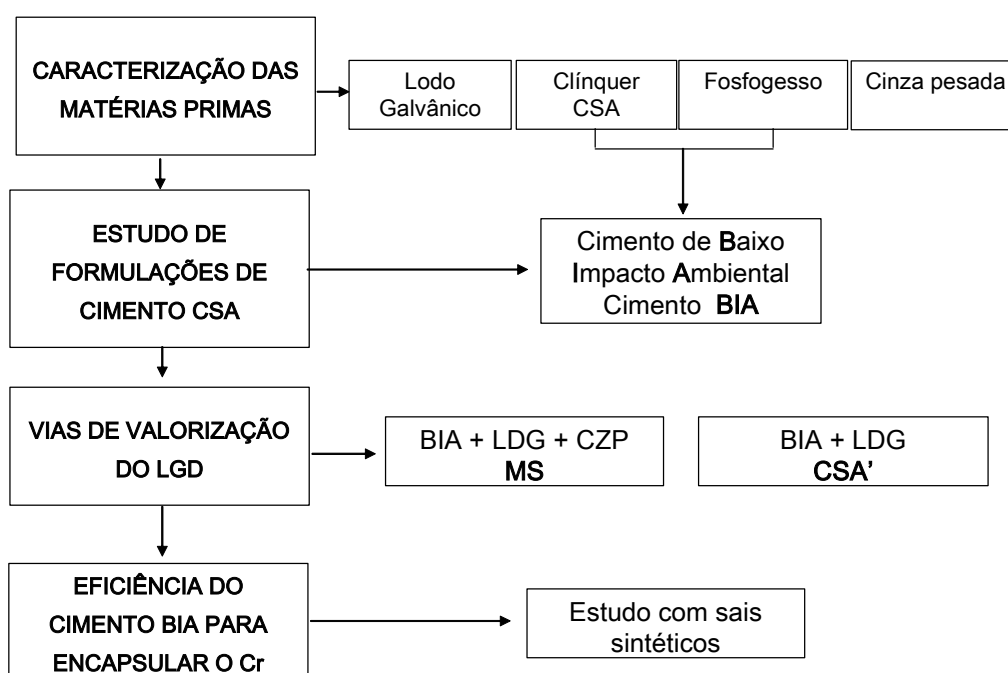 CARACTERIZAÇÃO DAS
MATÉRIAS PRIMAS
Lodo
Galvânico
Clínquer
CSA
Fosfogesso
Cinza pesada
ESTUDO DE
FORMULAÇÕES DE
CIMENTO CSA
Cimento de Baixo
Impacto Ambiental
Cimento BIA
VIAS DE VALORIZAÇÃO
DO LGD
BIA + LDG + CZP
MS
BIA + LDG
CSA’
EFICIÊNCIA DO
CIMENTO BIA PARA
ENCAPSULAR O Cr
Estudo com sais
sintéticos